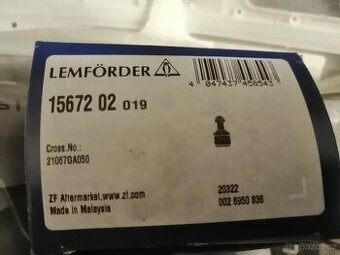 LEMFÖRDER
4 047437 458543
15672 02 019
Cross.No.:
21067GA050
ZF Aftermarket,www.zf.com
Made in Malaysia
20322
002 6950 836